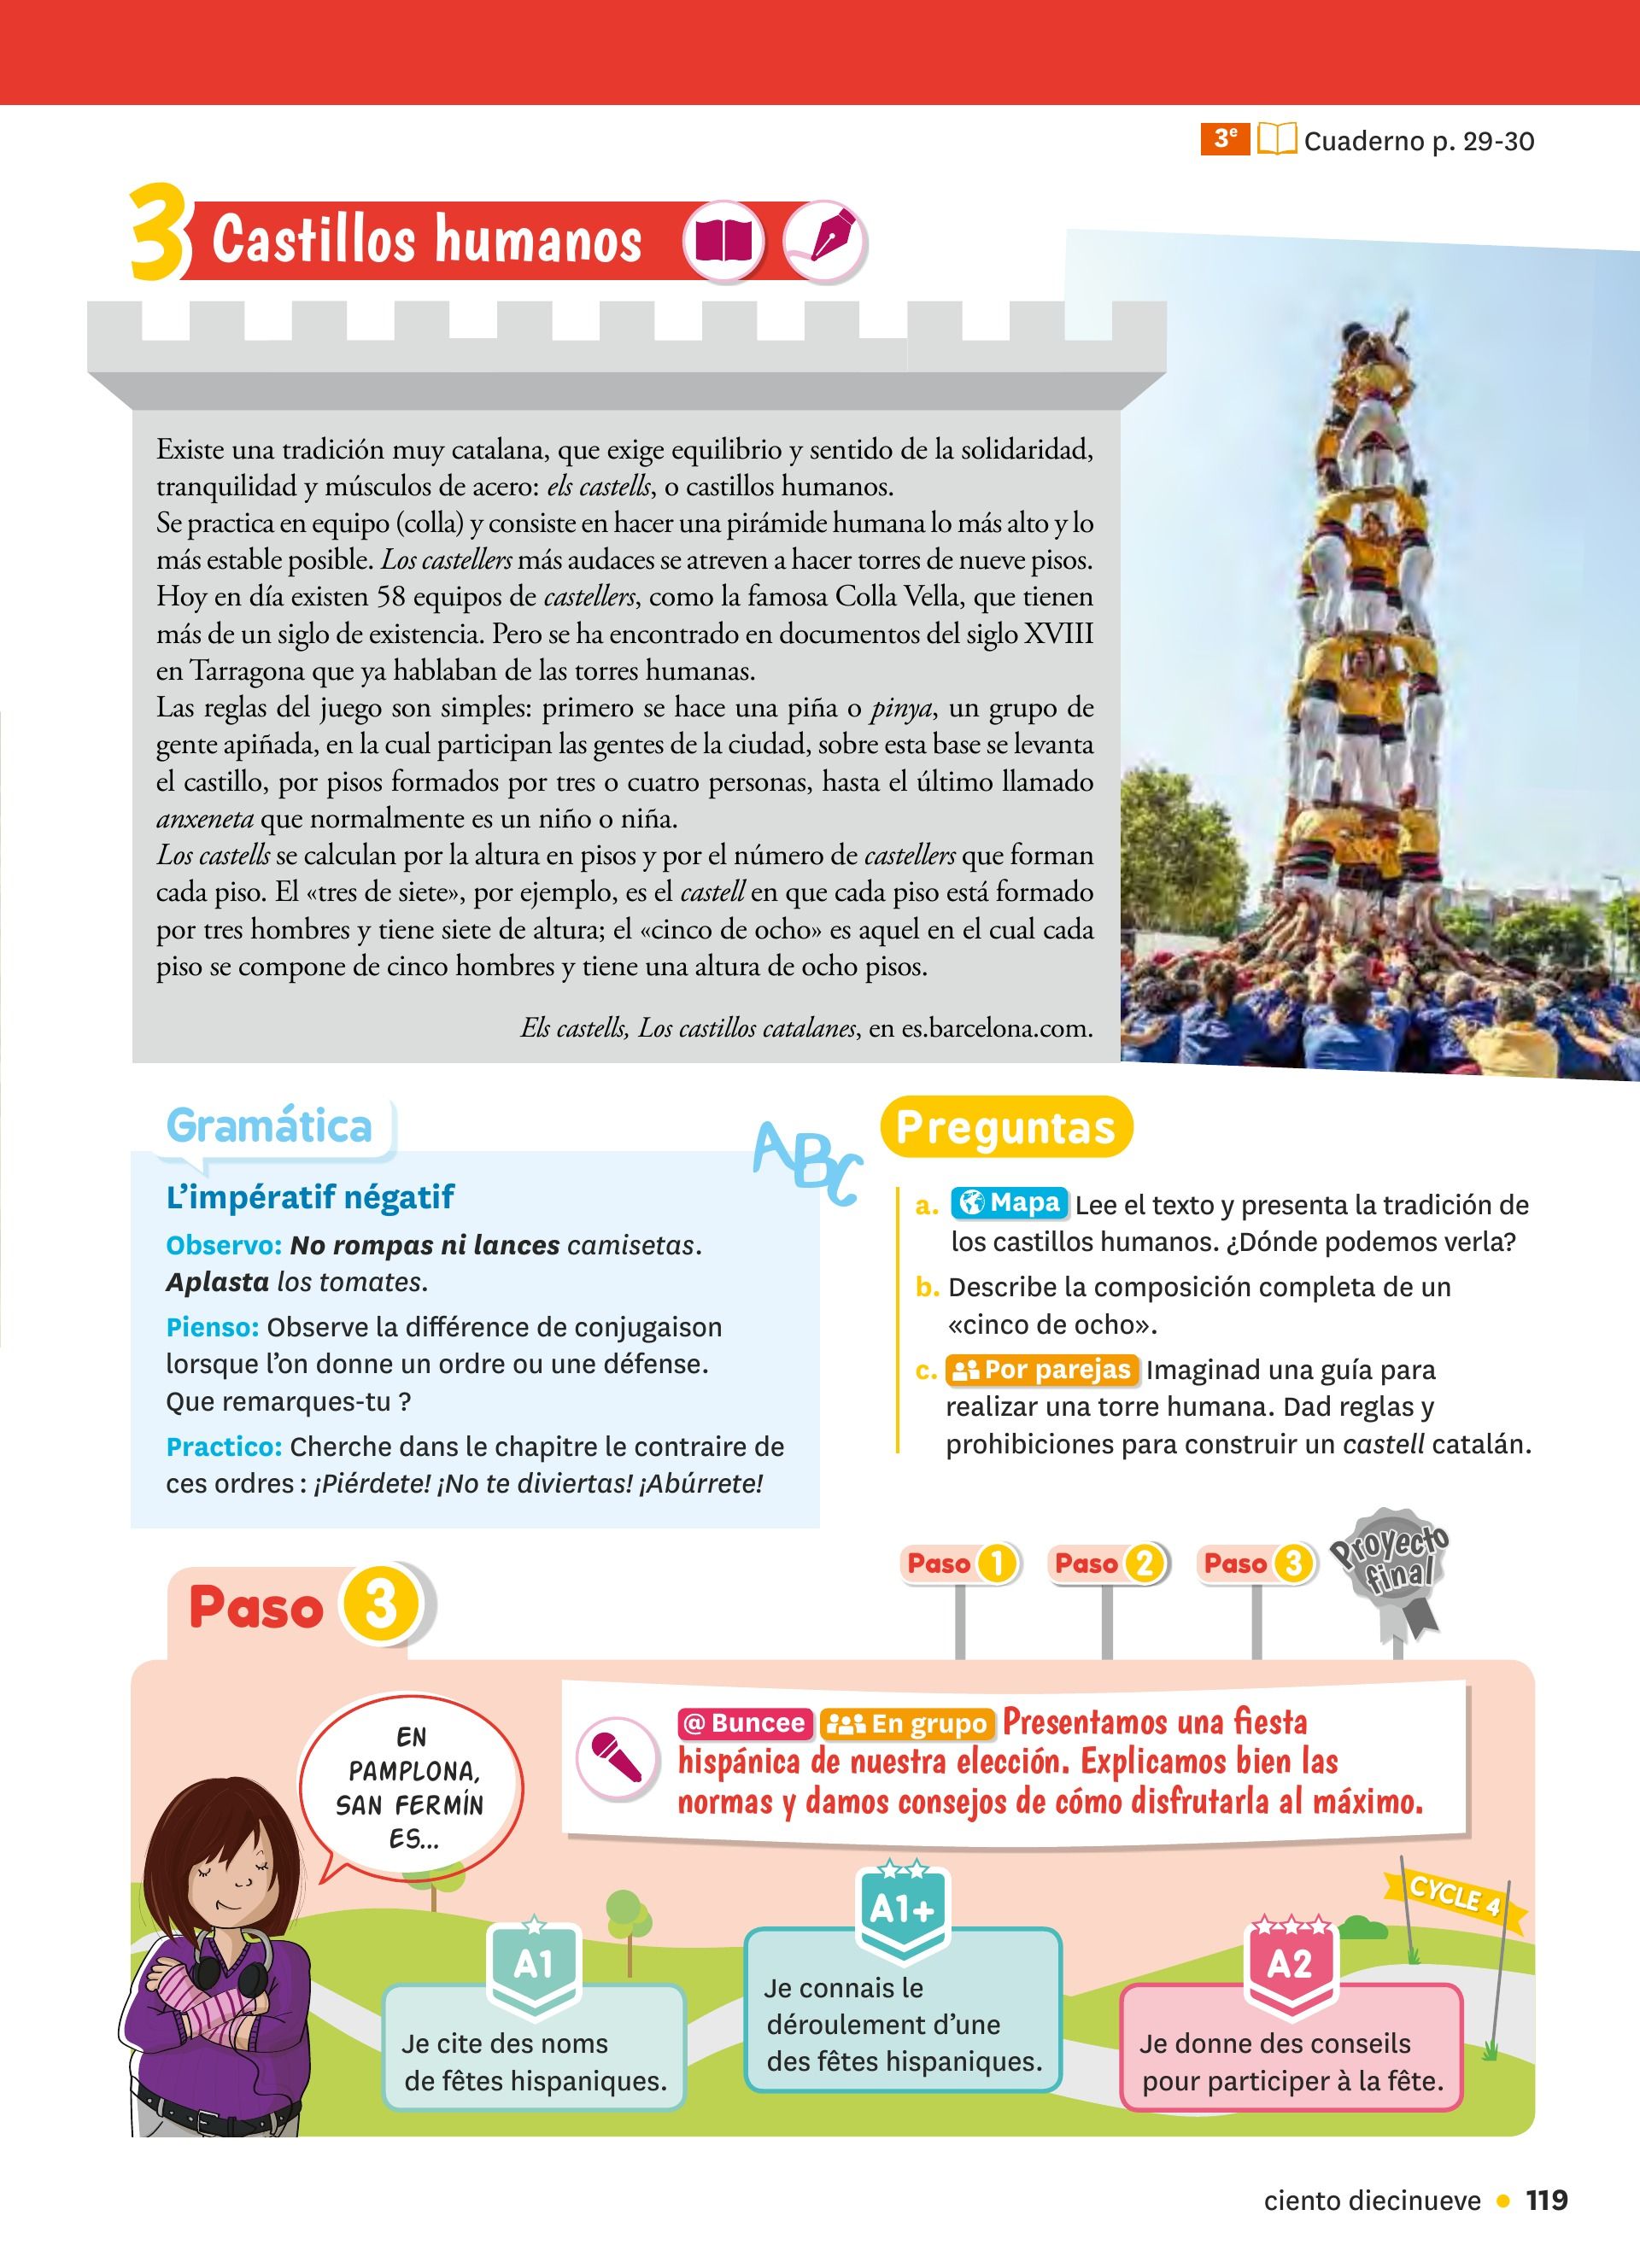 3e Cuaderno p. 29-30
3 Castillos humanos
Existe una tradición muy catalana, que exige equilibrio y sentido de la solidaridad,
tranquilidad y músculos de acero: els castells, o castillos humanos.
Se practica en equipo (colla) y consiste en hacer una pirámide humana lo más alto y lo
más estable posible. Los castellers más audaces se atreven a hacer torres de nueve pisos.
Hoy en día existen 58 equipos de castellers, como la famosa Colla Vella, que tienen
más de un siglo de existencia. Pero se ha encontrado en documentos del siglo XVIII
en Tarragona que ya hablaban de las torres humanas.
Las reglas del juego son simples: primero se hace una piña o pinya, un grupo de
gente apiñada, en la cual participan las gentes de la ciudad, sobre esta base se levanta
el castillo, por pisos formados por tres o cuatro personas, hasta el último llamado
anxeneta que normalmente es un niño o niña.
Los castells se calculan por la altura en pisos y por el número de castellers que forman
cada piso. El «tres de siete», por ejemplo, es el castell en que cada piso está formado
por tres hombres y tiene siete de altura; el «cinco de ocho» es aquel en el cual cada
piso se compone de cinco hombres y tiene una altura de ocho pisos.
Els castells, Los castillos catalanes, en es.barcelona.com.
Gramática
ABC
L'impératif négatif
Observo: No rompas ni lances camisetas.
Aplasta los tomates.
Pienso: Observe la différence de conjugaison
lorsque l'on donne un ordre ou une défense.
Que remarques-tu ?
Practico: Cherche dans le chapitre le contraire de
ces ordres : ¡Piérdete! ¡No te diviertas! ¡Abúrrete!
Preguntas
a. Mapa Lee el texto y presenta la tradición de
los castillos humanos. ¿Dónde podemos verla?
b. Describe la composición completa de un
«cinco de ocho».
c. Por parejas Imaginad una guía para
realizar una torre humana. Dad reglas y
prohibiciones para construir un castell catalán.
Paso 1 Paso 2 Paso 3 Proyecto
final
Paso 3
EN
PAMPLONA,
SAN FERMÍN
ES...
@ Buncee En grupo Presentamos una fiesta
hispánica de nuestra elección. Explicamos bien las
normas y damos consejos de cómo disfrutarla al máximo.
A1
Je cite des noms
de fêtes hispaniques.
A1+
Je connais le
déroulement d'une
des fêtes hispaniques.
CYCLE 4
A2
Je donne des conseils
pour participer à la fête.
ciento diecinueve • 119